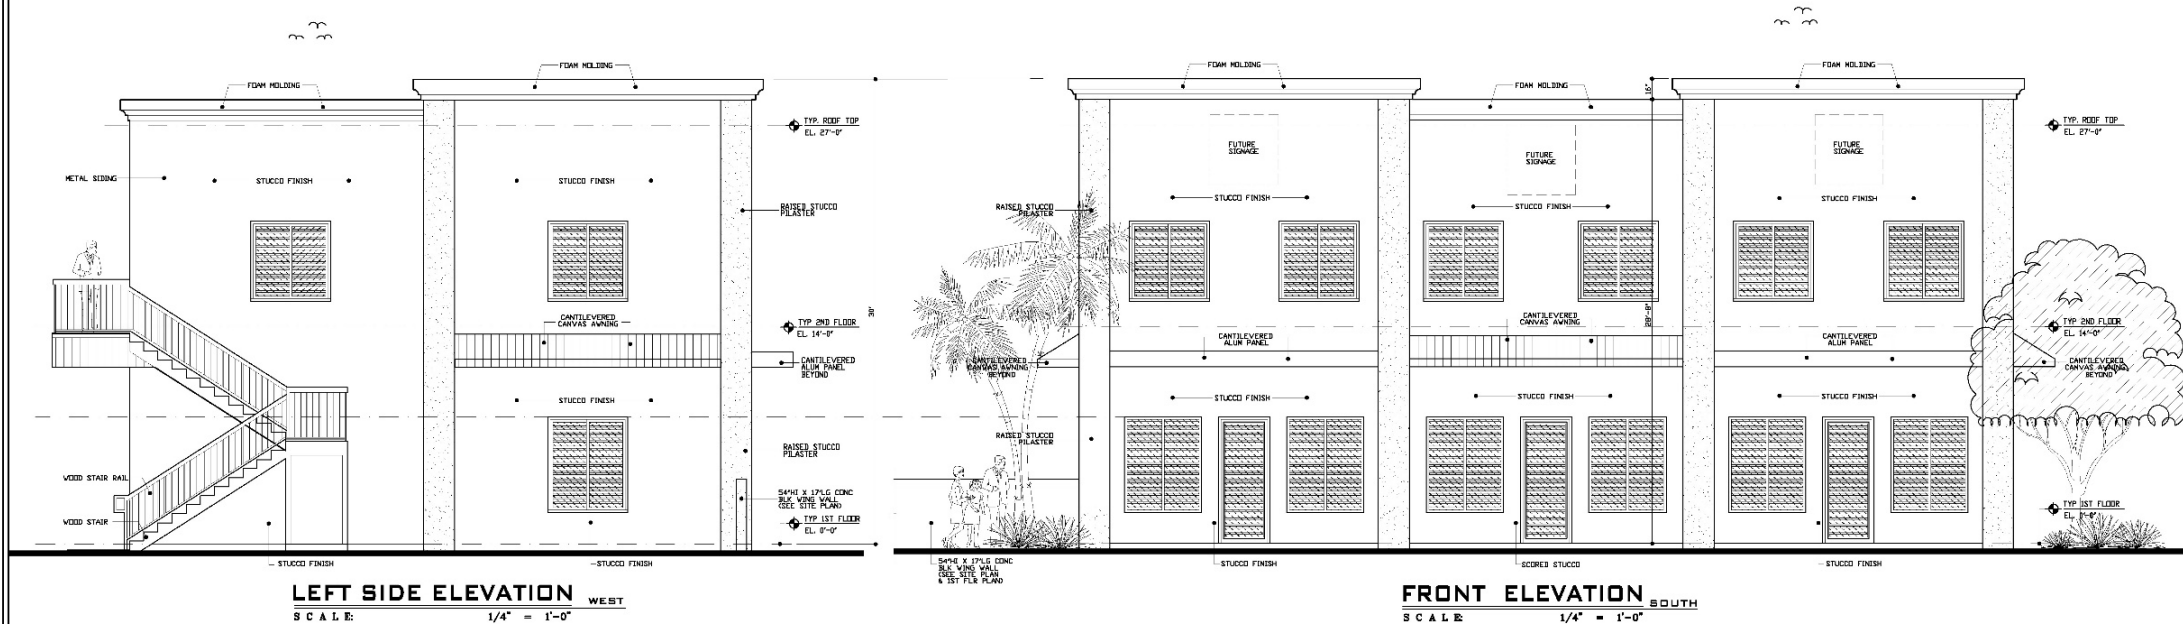 FOAM MOLDING
FOAM MOLDING
TYP. ROOF TOP
EL. 27'-0"
METAL SIDING
STUCCO FINISH
STUCCO FINISH
RAISED STUCCO
PILASTER
30'
CANTILEVERED
CANVAS AWNING
TYP 2ND FLOOR
EL. 14'-0"
CANTILEVERED
ALUM PANEL
BEYOND
STUCCO FINISH
RAISED STUCCO
PILASTER
WOOD STAIR RAIL
54"HI X 17'LG CONC
BLK WING WALL
(SEE SITE PLAN)
WOOD STAIR
TYP 1ST FLOOR
EL. 0'-0"
STUCCO FINISH
STUCCO FINISH
LEFT SIDE ELEVATION WEST
SCALE: 1/4" = 1'-0"
FOAM MOLDING
FOAM MOLDING
FOAM MOLDING
16"
TYP. ROOF TOP
EL. 27'-0"
FUTURE
SIGNAGE
FUTURE
SIGNAGE
FUTURE
SIGNAGE
STUCCO FINISH
STUCCO FINISH
STUCCO FINISH
RAISED STUCCO
PILASTER
28'-8"
CANTILEVERED
CANVAS AWNING
TYP 2ND FLOOR
EL. 14'-0"
CANTILEVERED
ALUM PANEL
CANTILEVERED
ALUM PANEL
CANTILEVERED
CANVAS AWNING
BEYOND
CANTILEVERED
CANVAS AWNING
BEYOND
STUCCO FINISH
STUCCO FINISH
STUCCO FINISH
RAISED STUCCO
PILASTER
TYP 1ST FLOOR
EL. 0'-0"
54"HI X 17'LG CONC
BLK WING WALL
(SEE SITE PLAN
& 1ST FLR PLAN)
STUCCO FINISH
SCORED STUCCO
STUCCO FINISH
FRONT ELEVATION SOUTH
SCALE: 1/4" = 1'-0"